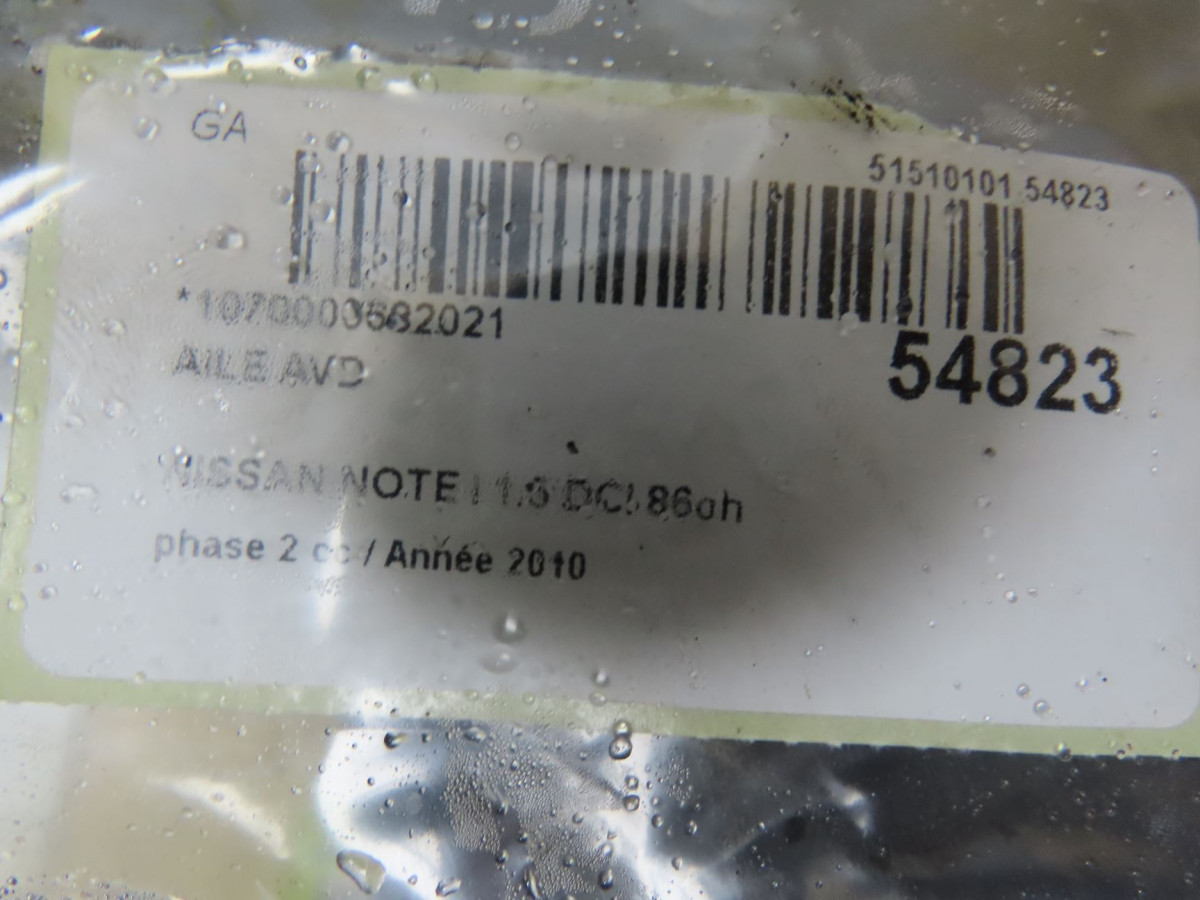 GA
51510101 54823
*1070000682021
54823
AILE AVD
NISSAN NOTE I 1.5 DCI 86ch
phase 2 cc / Année 2010